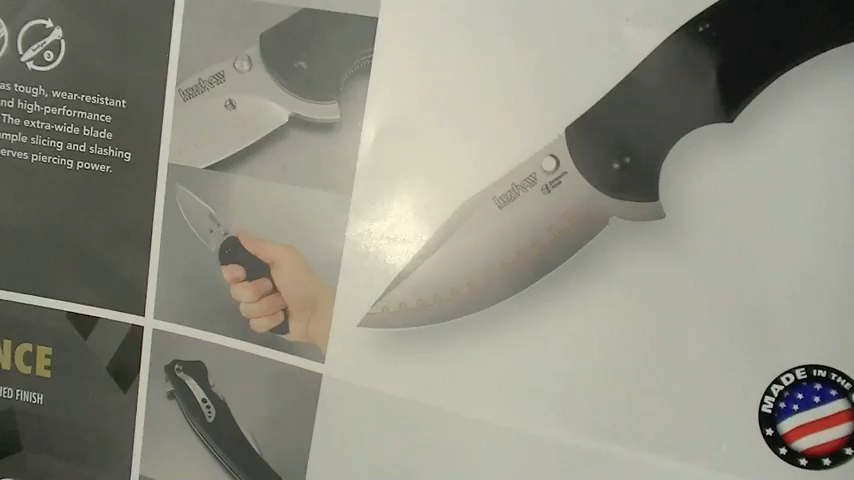 as tough, wear-resistant
nd high-performance
The extra-wide blade
mple slicing and slashing
erves piercing power.
NCE
HED FINISH
kershaw
kershaw
MADE IN THE